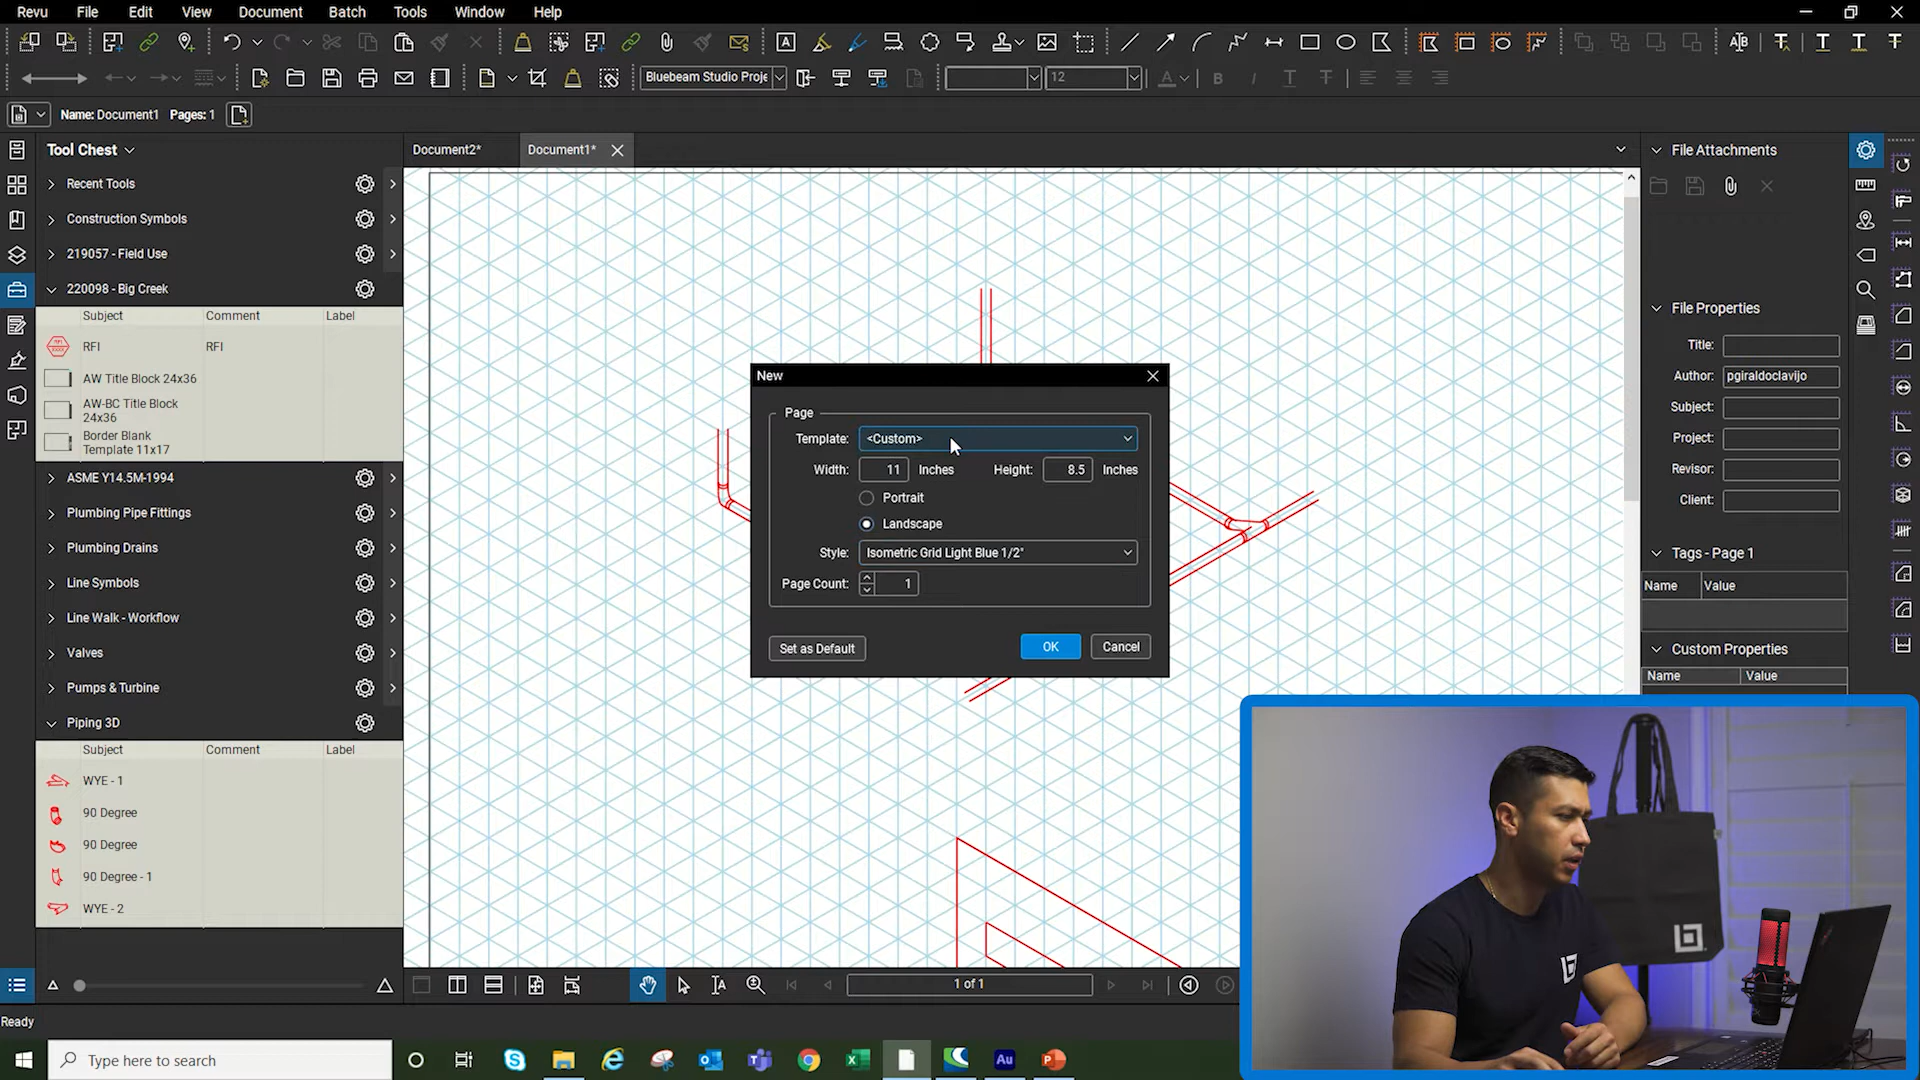 Revu File Edit View Document Batch Tools Window Help
Bluebeam Studio Proje 12
Name: Document1 Pages: 1
Tool Chest
Recent Tools
Construction Symbols
219057 - Field Use
220098 - Big Creek
Subject Comment Label
RFI RFI
AW Title Block 24x36
AW-BC Title Block
24x36
Border Blank
Template 11x17
ASME Y14.5M-1994
Plumbing Pipe Fittings
Plumbing Drains
Line Symbols
Line Walk - Workflow
Valves
Pumps & Turbine
Piping 3D
Subject Comment Label
WYE - 1
90 Degree
90 Degree
90 Degree - 1
WYE - 2
Document2* Document1*
New
Page
Template: <Custom>
Width: 11 Inches Height: 8.5 Inches
Portrait
Landscape
Style: Isometric Grid Light Blue 1/2"
Page Count: 1
Set as Default OK Cancel
1 of 1
File Attachments
File Properties
Title:
Author: pgiraldoclavijo
Subject:
Project:
Revisor:
Client:
Tags - Page 1
Name Value
Custom Properties
Name Value
Ready
Type here to search